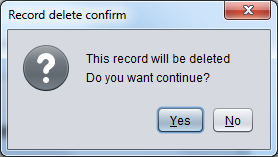 Record delete confirm
This record will be deleted
Do you want continue?
Yes No